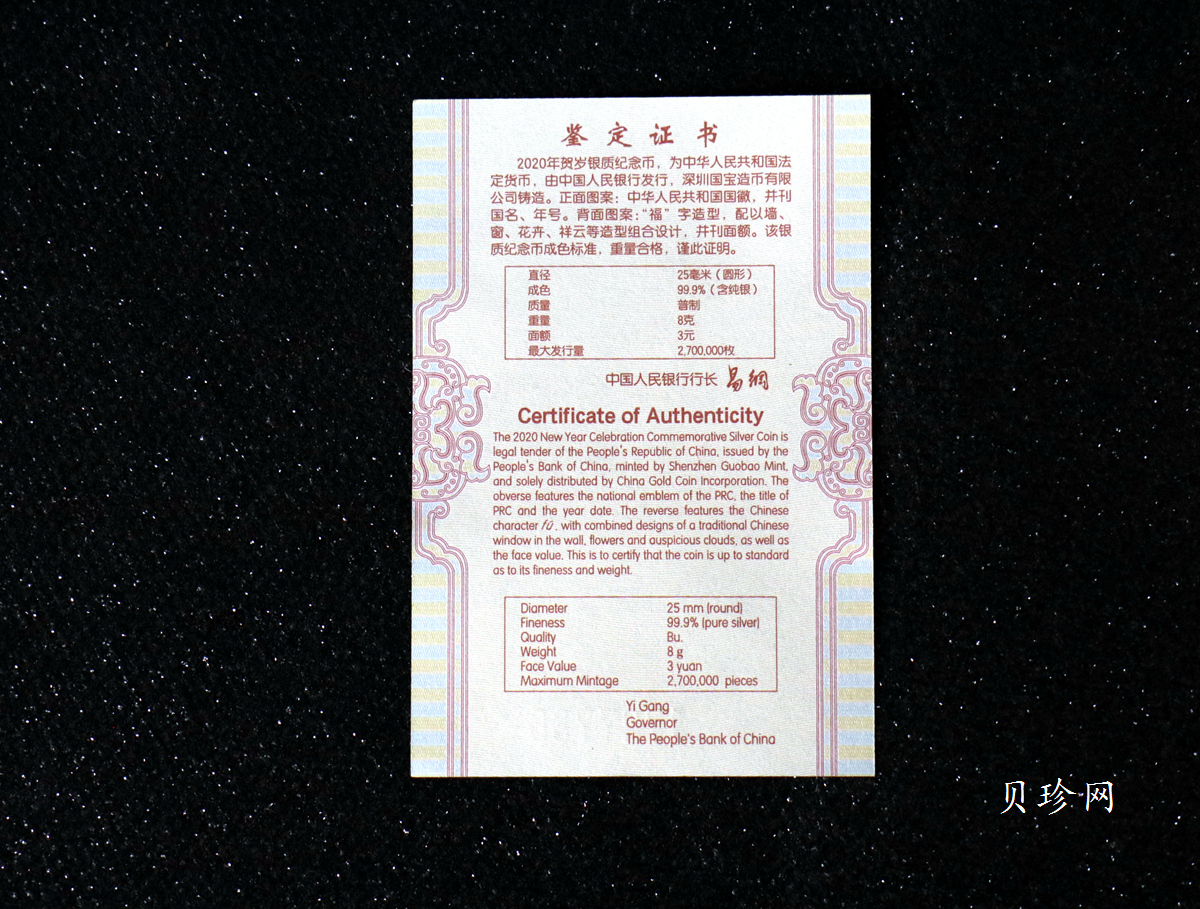 鉴定证书
2020年贺岁银质纪念币，为中华人民共和国法
定货币，由中国人民银行发行，深圳国宝造币有限
公司铸造。正面图案：中华人民共和国国徽，并刊
国名、年号。背面图案：“福”字造型，配以墙、
窗、花卉、祥云等造型组合设计，并刊面额。该银
质纪念币成色标准，重量合格，谨此证明。
直径 25毫米（圆形）
成色 99.9%（含纯银）
质量 普制
重量 8克
面额 3元
最大发行量 2,700,000枚
中国人民银行行长 易纲
Certificate of Authenticity
The 2020 New Year Celebration Commemorative Silver Coin is
legal tender of the People's Republic of China, issued by the
People's Bank of China, minted by Shenzhen Guobao Mint,
and solely distributed by China Gold Coin Incorporation. The
obverse features the national emblem of the PRC, the title of
PRC and the year date. The reverse features the Chinese
character fú, with combined designs of a traditional Chinese
window in the wall, flowers and auspicious clouds, as well as
the face value. This is to certify that the coin is up to standard
as to its fineness and weight.
Diameter 25 mm (round)
Fineness 99.9% (pure silver)
Quality Bu.
Weight 8 g
Face Value 3 yuan
Maximum Mintage 2,700,000 pieces
Yi Gang
Governor
The People's Bank of China
贝珍网